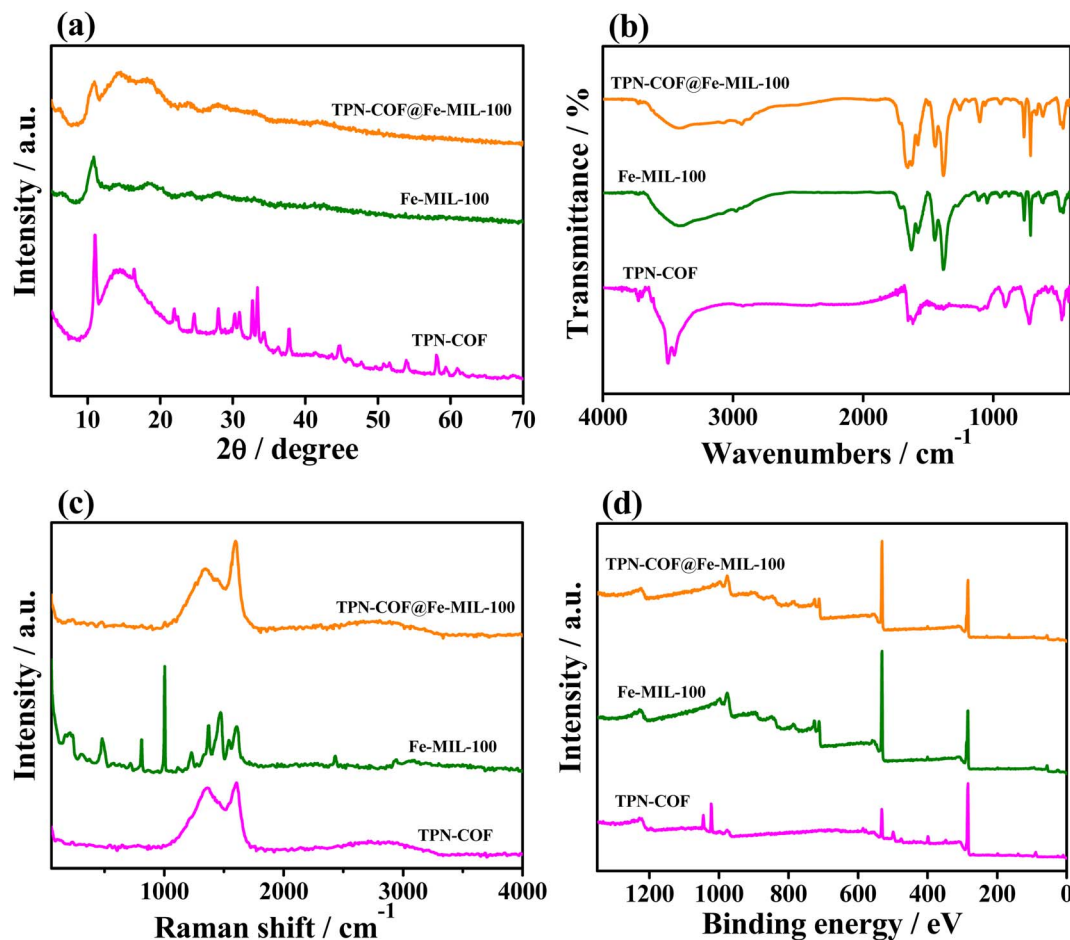 (a)
TPN-COF@Fe-MIL-100
Fe-MIL-100
TPN-COF
Intensity / a.u.
10 20 30 40 50 60 70
2θ / degree
(b)
TPN-COF@Fe-MIL-100
Fe-MIL-100
TPN-COF
Transmittance / %
4000 3000 2000 1000
Wavenumbers / cm⁻¹
(c)
TPN-COF@Fe-MIL-100
Fe-MIL-100
TPN-COF
Intensity / a.u.
1000 2000 3000 4000
Raman shift / cm⁻¹
(d)
TPN-COF@Fe-MIL-100
Fe-MIL-100
TPN-COF
Intensity / a.u.
1200 1000 800 600 400 200 0
Binding energy / eV